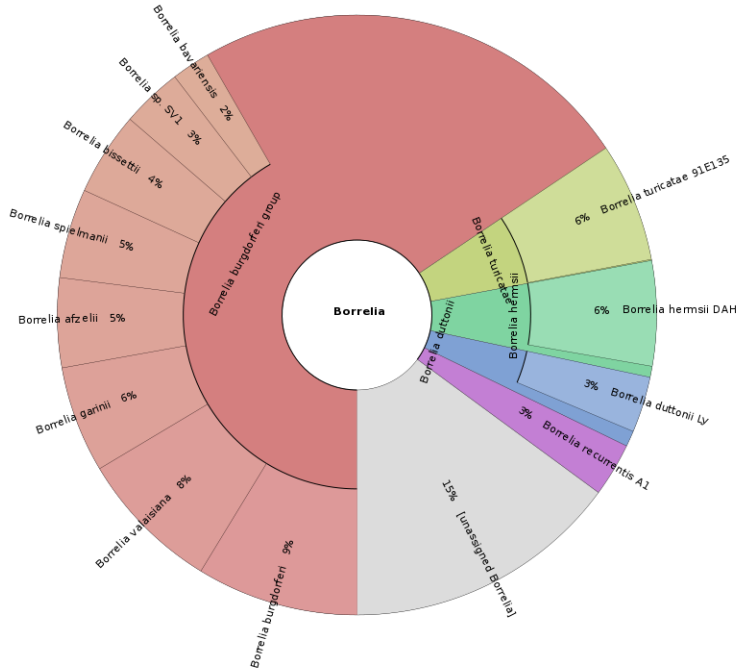 Borrelia bavariensis
2%
Borrelia sp. SV1
3%
Borrelia bissettii
4%
Borrelia spielmanii
5%
Borrelia afzelii
5%
Borrelia garinii
6%
Borrelia valaisiana
8%
Borrelia burgdorferi
9%
Borrelia burgdorferi group
Borrelia
Borrelia turicatae
Borrelia hermsii
Borrelia duttonii
6%
Borrelia turicatae 91E135
6%
Borrelia hermsii DAH
3%
Borrelia duttonii Ly
3%
Borrelia recurrentis A1
15%
[unassigned Borrelia]